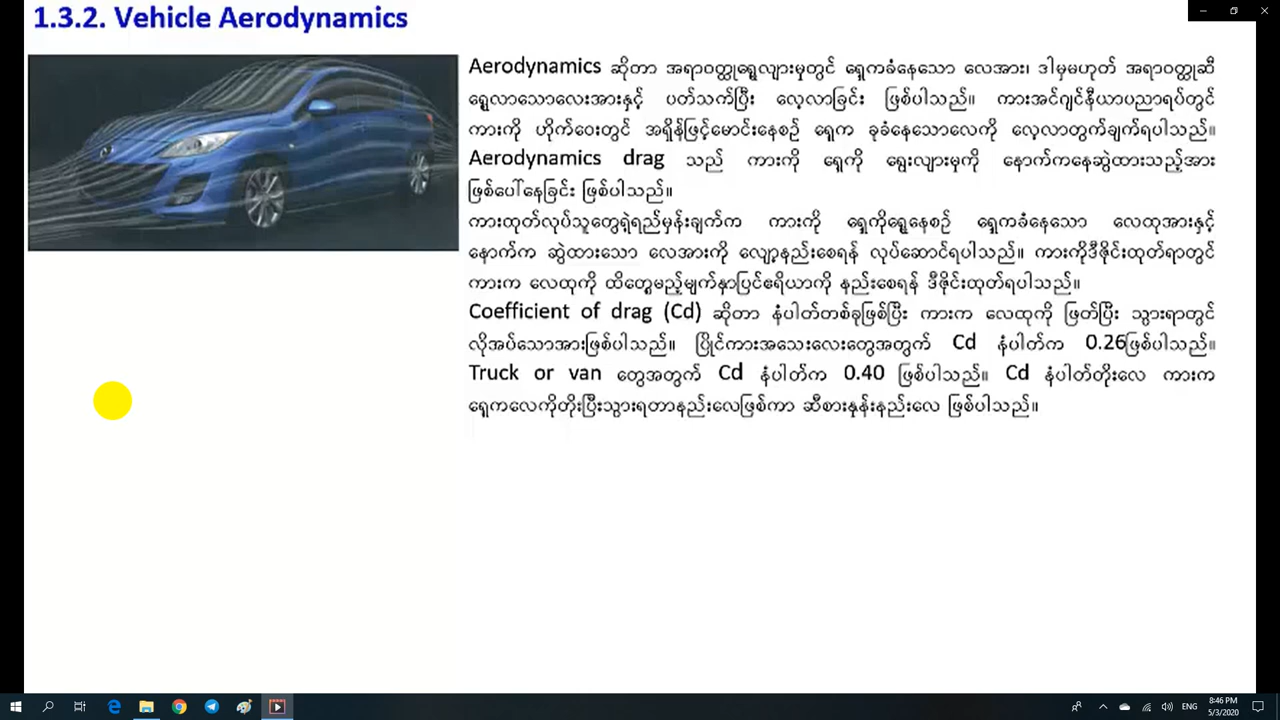 1.3.2. Vehicle Aerodynamics
Aerodynamics ဆိုတာ အရာဝတ္ထုရွေ့လျားမှုတွင် ရှေ့ကခံနေသော လေအား၊ ဒါမှမဟုတ် အရာဝတ္ထုဆီ
ရွေ့လာသောလေးအားနှင့် ပတ်သက်ပြီး လေ့လာခြင်း ဖြစ်ပါသည်။ ကားအင်ဂျင်နီယာပညာရပ်တွင်
ကားကို ဟိုက်ဝေးတွင် အရှိန်ဖြင့်မောင်းနေစဉ် ရှေ့က ခုခံနေသောလေကို လေ့လာတွက်ချက်ရပါသည်။
Aerodynamics drag သည် ကားကို ရှေ့ကို ရွေးလျားမှုကို နောက်ကနေဆွဲထားသည့်အား
ဖြစ်ပေါ်နေခြင်း ဖြစ်ပါသည်။
ကားထုတ်လုပ်သူတွေရဲ့ရည်မှန်းချက်က ကားကို ရှေ့ကိုရွေ့နေစဉ် ရှေ့ကခံနေသော လေထုအားနှင့်
နောက်က ဆွဲထားသော လေအားကို လျော့နည်းစေရန် လုပ်ဆောင်ရပါသည်။ ကားကိုဒီဇိုင်းထုတ်ရာတွင်
ကားက လေထုကို ထိတွေ့မည့်မျက်နှာပြင်ဧရိယာကို နည်းစေရန် ဒီဇိုင်းထုတ်ရပါသည်။
Coefficient of drag (Cd) ဆိုတာ နံပါတ်တစ်ခုဖြစ်ပြီး ကားက လေထုကို ဖြတ်ပြီး သွားရာတွင်
လိုအပ်သောအားဖြစ်ပါသည်။ ပြိုင်ကားအသေးလေးတွေအတွက် Cd နံပါတ်က 0.26ဖြစ်ပါသည်။
Truck or van တွေအတွက် Cd နံပါတ်က 0.40 ဖြစ်ပါသည်။ Cd နံပါတ်တိုးလေ ကားက
ရှေ့ကလေကိုတိုးပြီးသွားရတာနည်းလေဖြစ်ကာ ဆီစားနှုန်းနည်းလေ ဖြစ်ပါသည်။
ENG
8:46 PM
5/3/2020